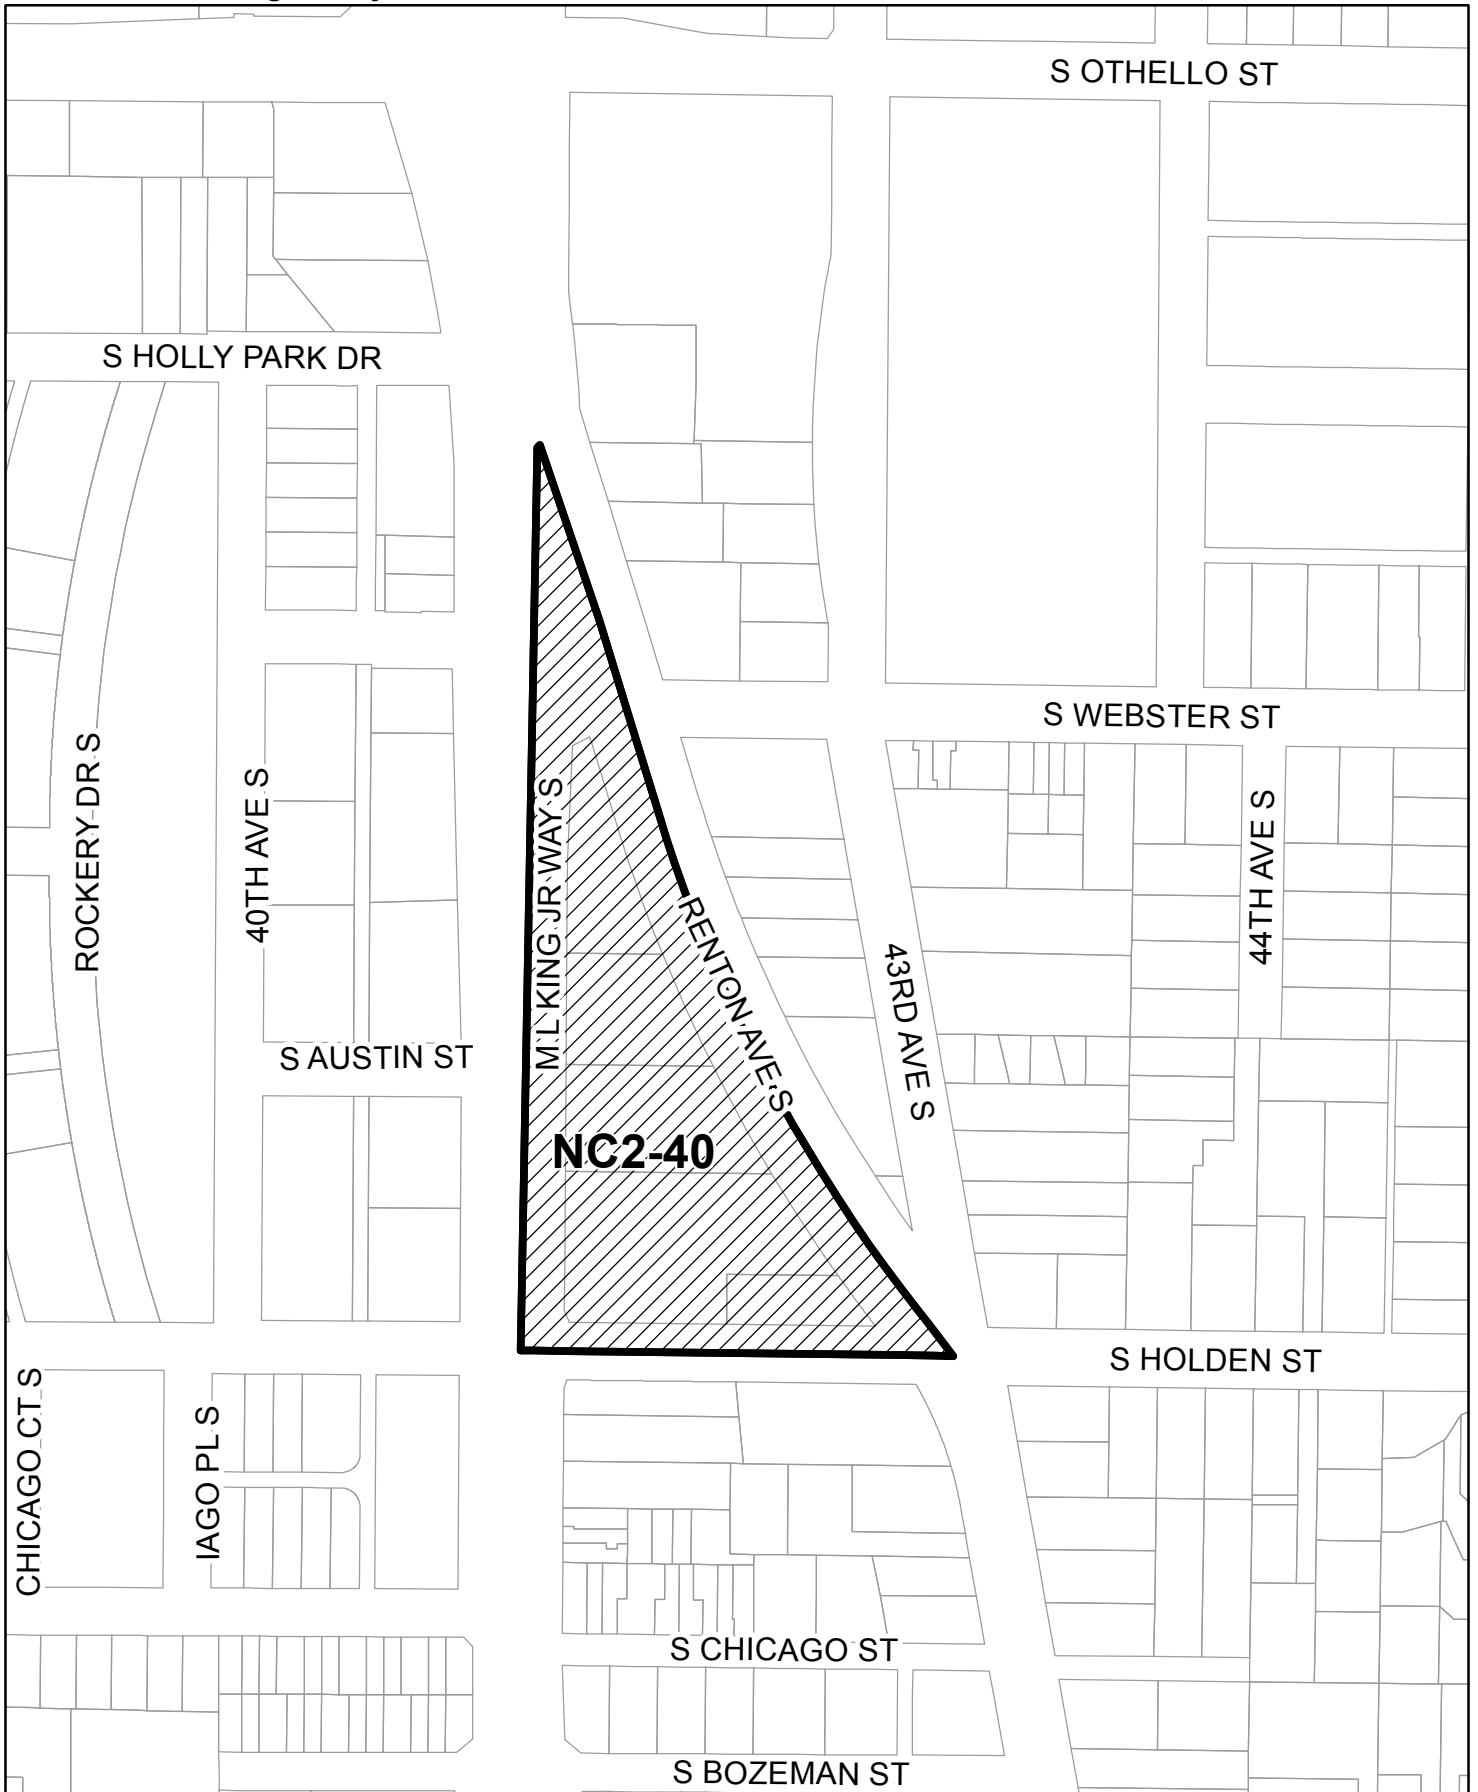 S OTHELLO ST
S HOLLY PARK DR
S WEBSTER ST
ROCKERY DR S
40TH AVE S
M L KING JR WAY S
RENTON AVE S
43RD AVE S
44TH AVE S
S AUSTIN ST
NC2-40
S HOLDEN ST
CHICAGO CT S
IAGO PL S
S CHICAGO ST
S BOZEMAN ST